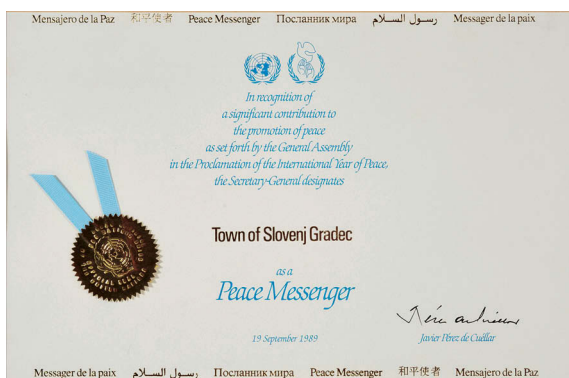 Mensajero de la Paz 和平使者 Peace Messenger Посланник мира رسول السلام Messager de la paix
In recognition of
a significant contribution to
the promotion of peace
as set forth by the General Assembly
in the Proclamation of the International Year of Peace,
the Secretary-General designates
Town of Slovenj Gradec
as a
Peace Messenger
19 September 1989
Javier Pérez de Cuéllar
Messager de la paix رسول السلام Посланник мира Peace Messenger 和平使者 Mensajero de la Paz